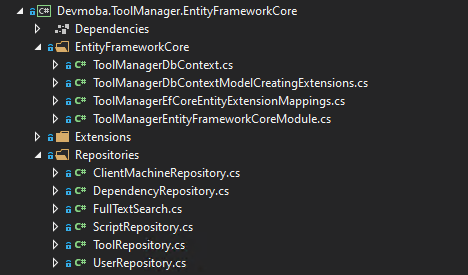 C# Devmoba.ToolManager.EntityFrameworkCore
Dependencies
EntityFrameworkCore
C# ToolManagerDbContext.cs
C# ToolManagerDbContextModelCreatingExtensions.cs
C# ToolManagerEfCoreEntityExtensionMappings.cs
C# ToolManagerEntityFrameworkCoreModule.cs
Extensions
Repositories
C# ClientMachineRepository.cs
C# DependencyRepository.cs
C# FullTextSearch.cs
C# ScriptRepository.cs
C# ToolRepository.cs
C# UserRepository.cs